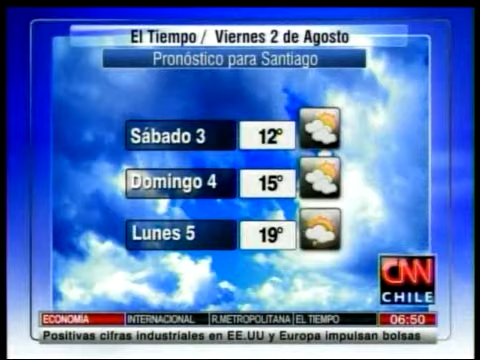 El Tiempo / Viernes 2 de Agosto
Pronóstico para Santiago
Sábado 3 12°
Domingo 4 15°
Lunes 5 19°
CNN
CHILE
ECONOMÍA INTERNACIONAL R.METROPOLITANA EL TIEMPO 06:50
Positivas cifras industriales en EE.UU y Europa impulsan bolsas